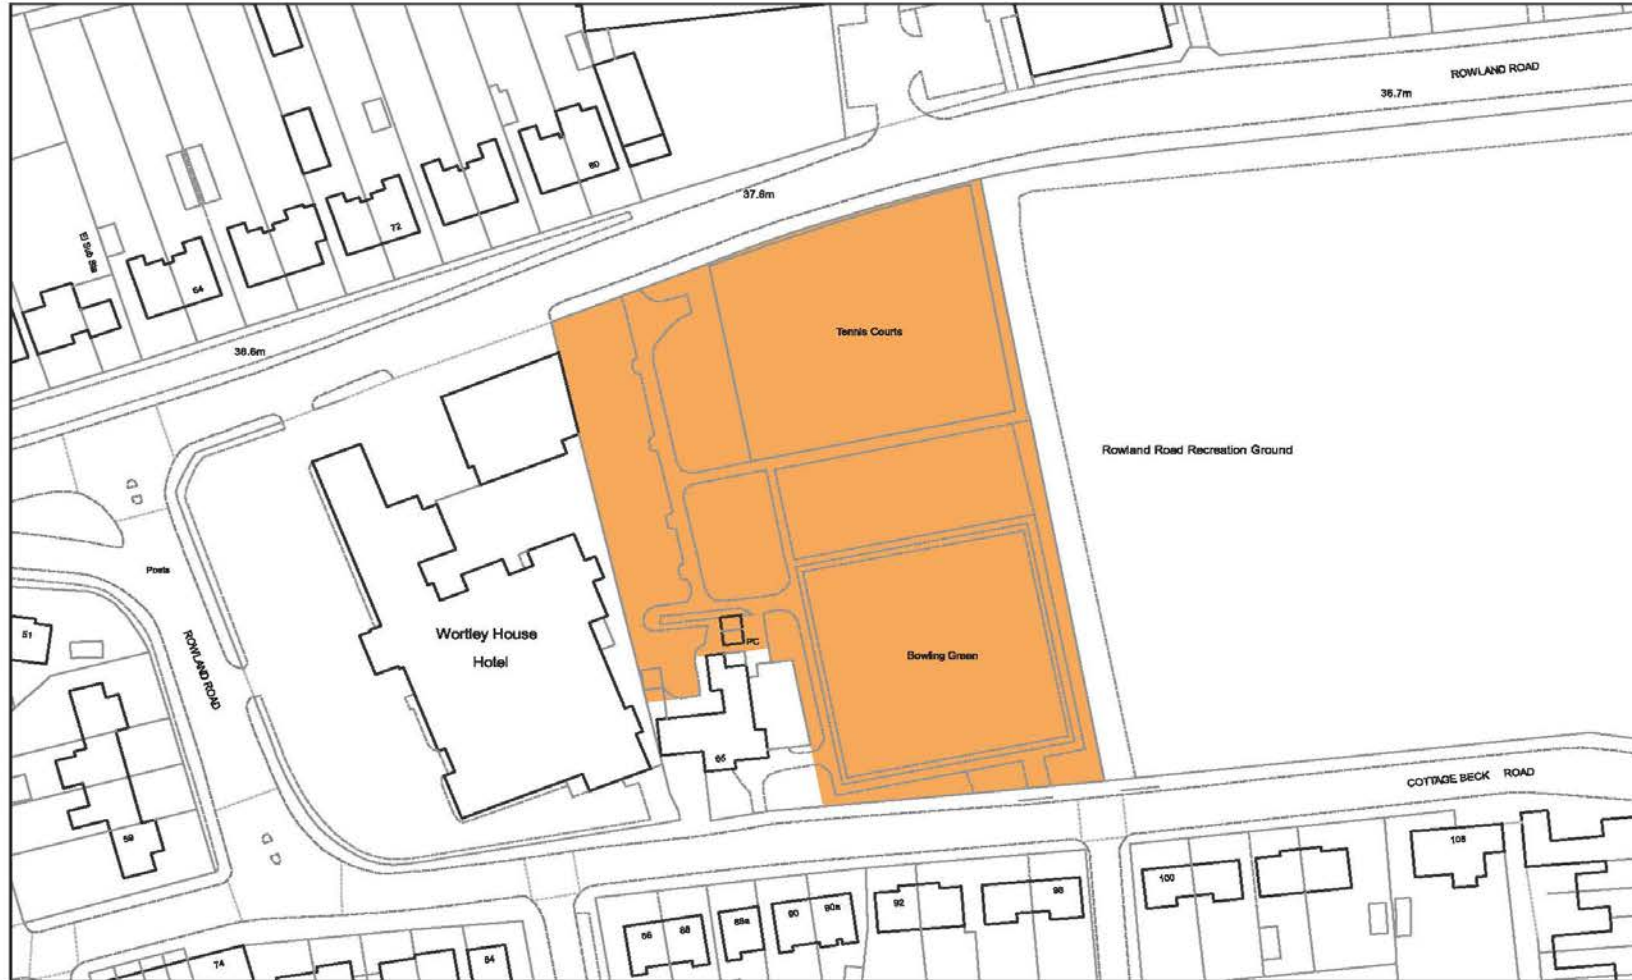 ROWLAND ROAD
36.7m
80
37.6m
72
El Sub Sta
64
38.6m
Tennis Courts
Rowland Road Recreation Ground
Posts
51
ROWLAND ROAD
Wortley House
Hotel
PC
Bowling Green
65
COTTAGE BECK ROAD
59
108
100
98
92
90
90a
88a
88
86
84
74